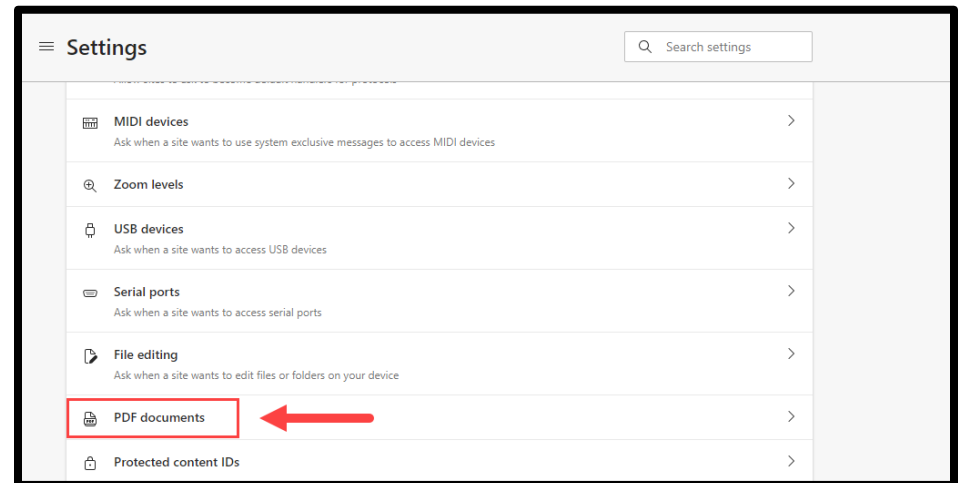 Settings
Search settings
MIDI devices
Ask when a site wants to use system exclusive messages to access MIDI devices
Zoom levels
USB devices
Ask when a site wants to access USB devices
Serial ports
Ask when a site wants to access serial ports
File editing
Ask when a site wants to edit files or folders on your device
PDF documents
Protected content IDs